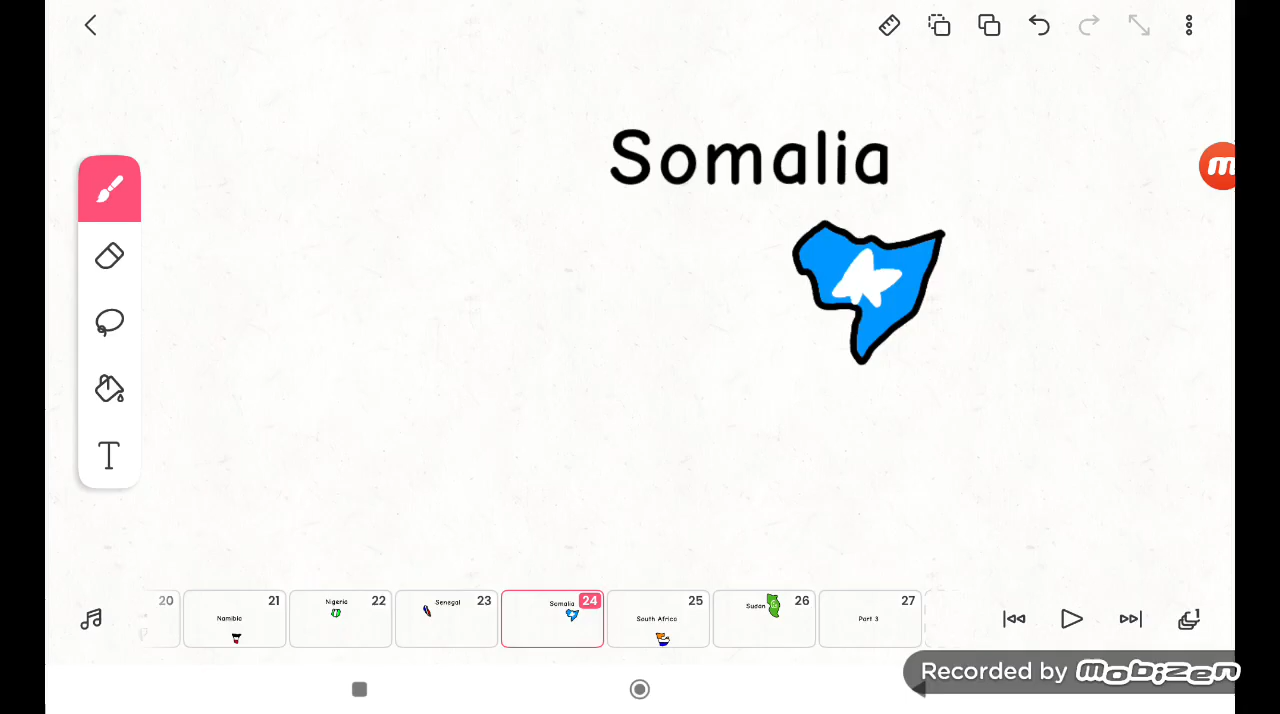 Somalia
T
20
21
22
23
24
25
26
27
Nigeria
Senegal
Somalia
Sudan
Namibia
South Africa
Part 3
1
m
Recorded by mobizen